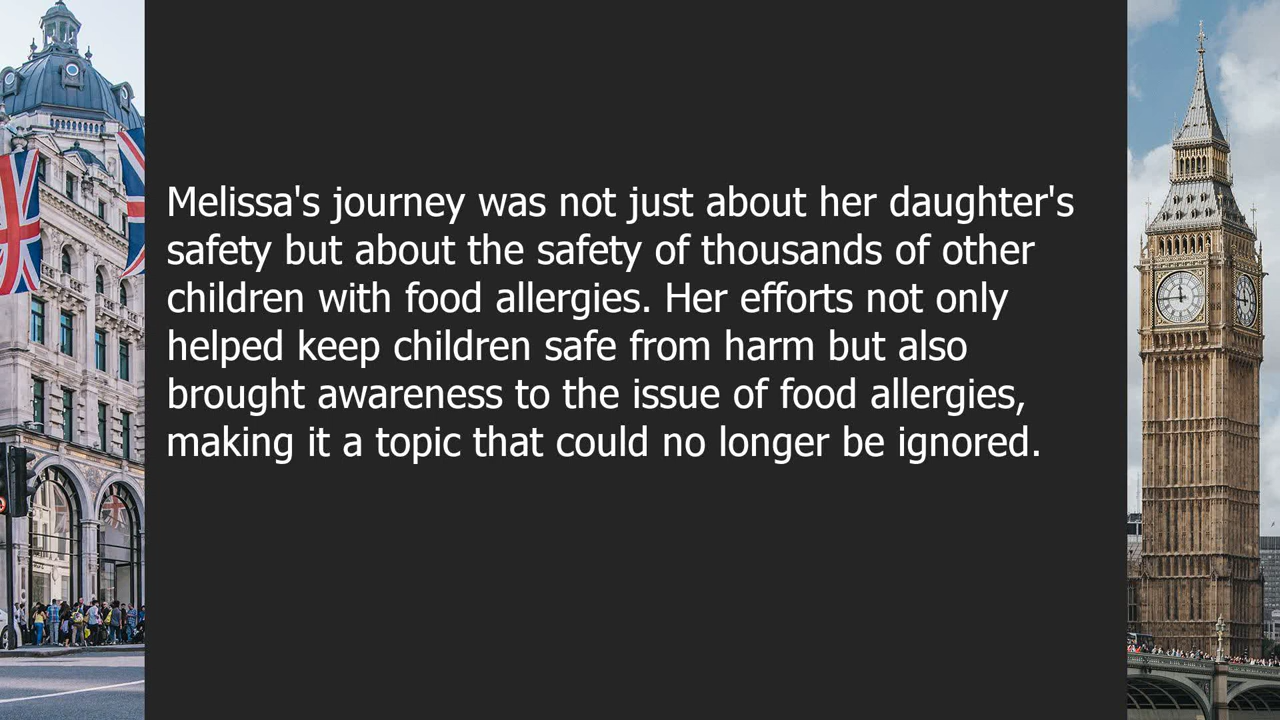 Melissa's journey was not just about her daughter's
safety but about the safety of thousands of other
children with food allergies. Her efforts not only
helped keep children safe from harm but also
brought awareness to the issue of food allergies,
making it a topic that could no longer be ignored.